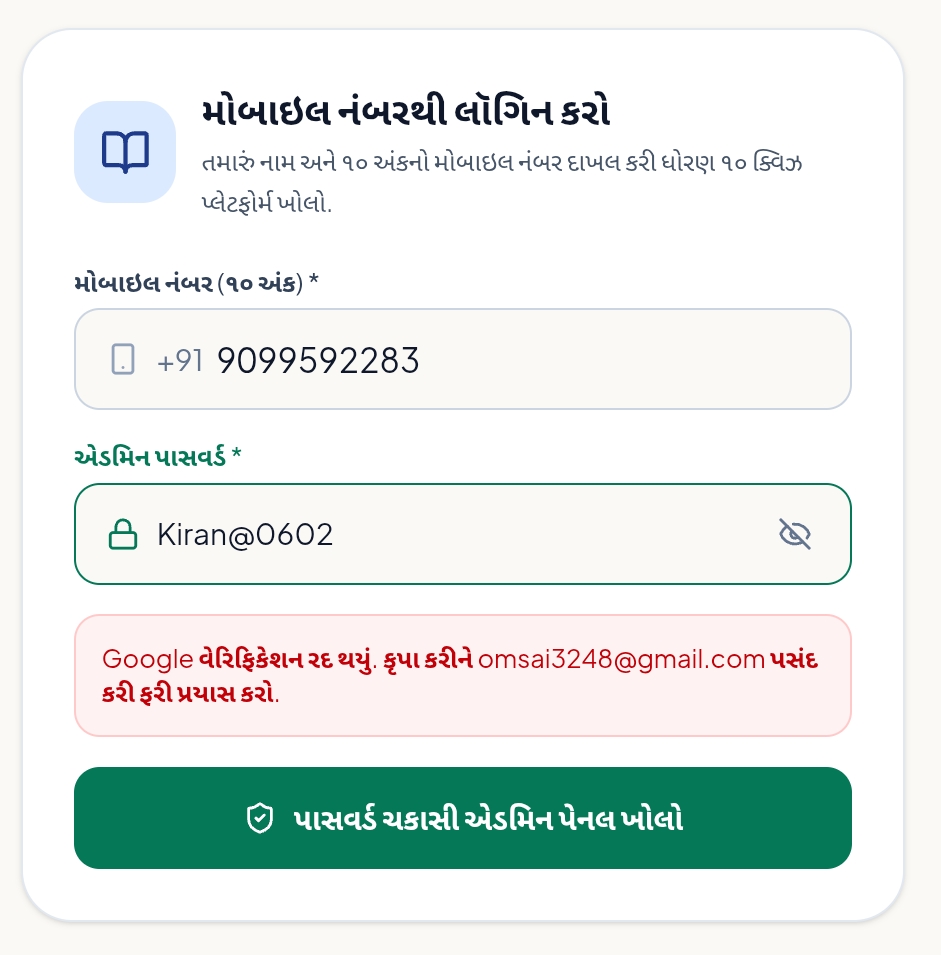 મોબાઇલ નંબરથી લૉગિન કરો
તમારું નામ અને ૧૦ અંકનો મોબાઇલ નંબર દાખલ કરી ધોરણ ૧૦ ક્વિઝ
પ્લેટફોર્મ ખોલો.
મોબાઇલ નંબર (૧૦ અંક) *
+91 9099592283
એડમિન પાસવર્ડ *
Kiran@0602
Google વેરિફિકેશન રદ થયું. કૃપા કરીને omsai3248@gmail.com પસંદ
કરી ફરી પ્રયાસ કરો.
પાસવર્ડ ચકાસી એડમિન પેનલ ખોલો